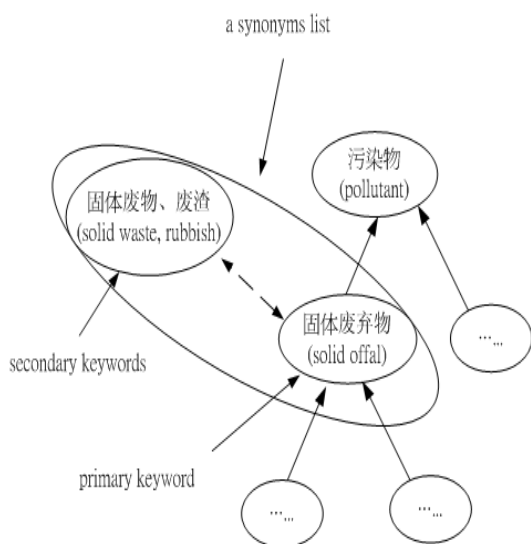 a synonyms list
污染物
(pollutant)
固体废物、废渣
(solid waste, rubbish)
固体废弃物
(solid offal)
……
secondary keywords
primary keyword
……
……